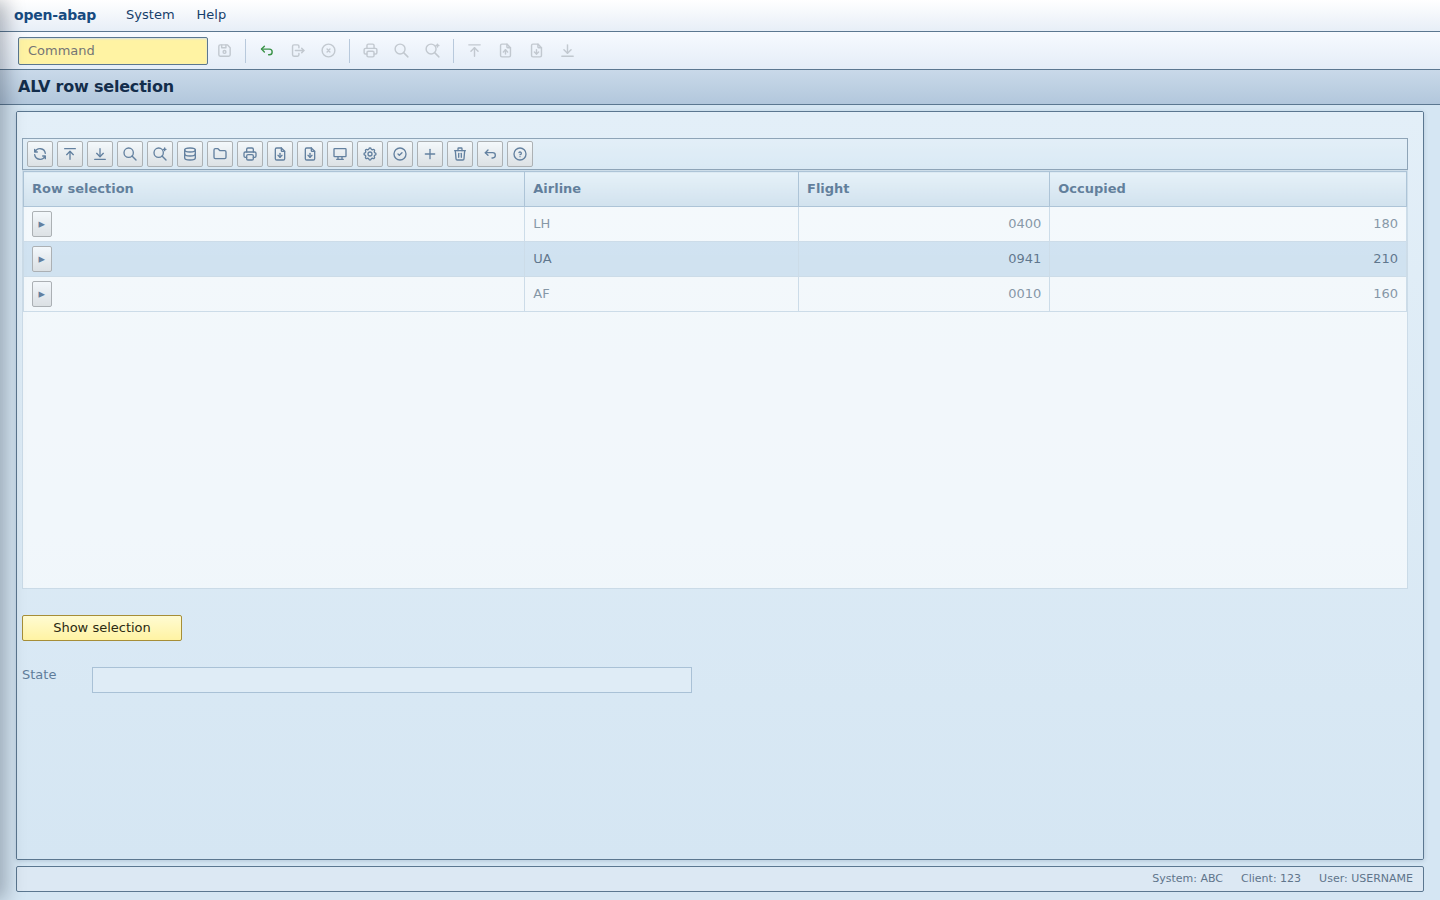 open-abap System Help
Command
ALV row selection
Row selection Airline Flight Occupied
LH 0400 180
UA 0941 210
AF 0010 160
Show selection
State
System: ABC Client: 123 User: USERNAME